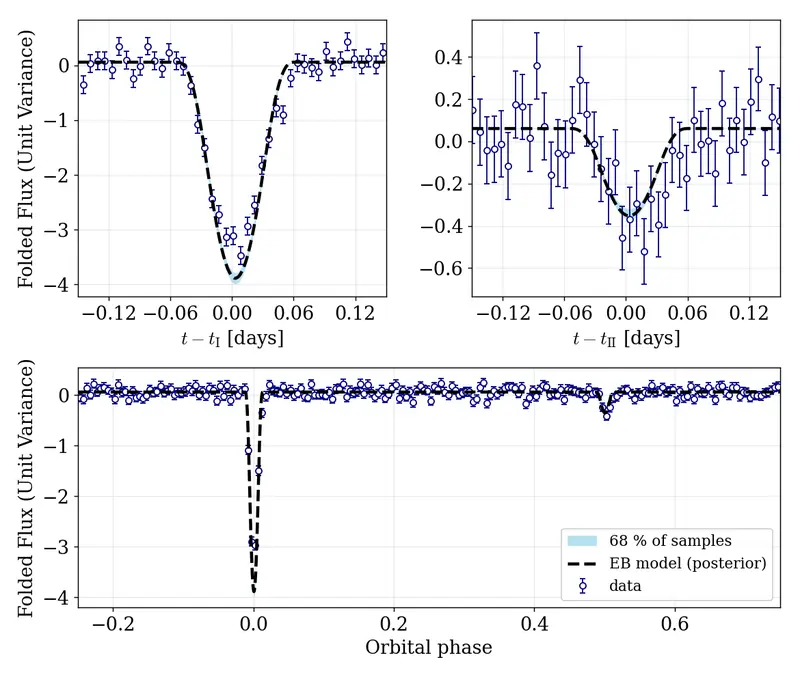 Folded Flux (Unit Variance)
0
−1
−2
−3
−4
−0.12 −0.06 0.00 0.06 0.12
t − tI [days]
0.4
0.2
0.0
−0.2
−0.4
−0.6
−0.12 −0.06 0.00 0.06 0.12
t − tII [days]
Folded Flux (Unit Variance)
0
−1
−2
−3
−4
68 % of samples
EB model (posterior)
data
−0.2 0.0 0.2 0.4 0.6
Orbital phase